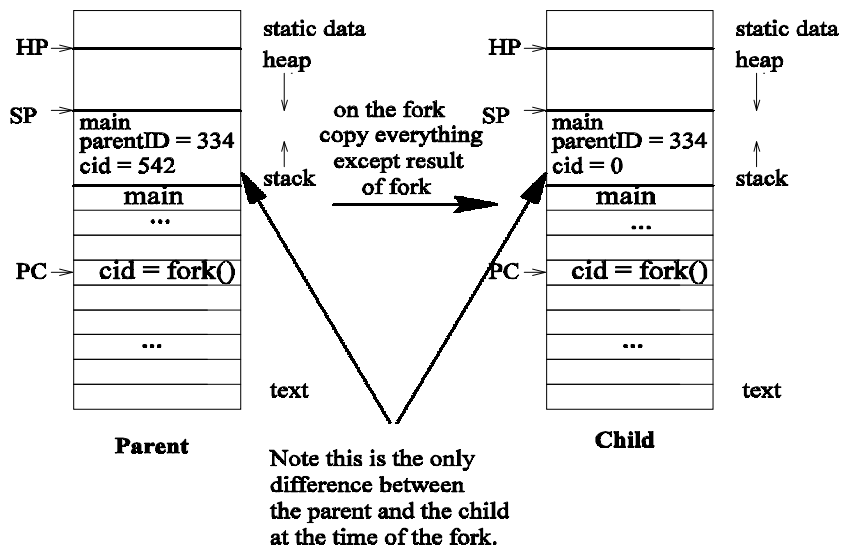 static data
HP
heap
SP
main
parentID = 334
cid = 542
stack
main
...
PC
cid = fork()
...
text
Parent
on the fork
copy everything
except result
of fork
static data
HP
heap
SP
main
parentID = 334
cid = 0
stack
main
...
PC
cid = fork()
...
text
Child
Note this is the only
difference between
the parent and the child
at the time of the fork.